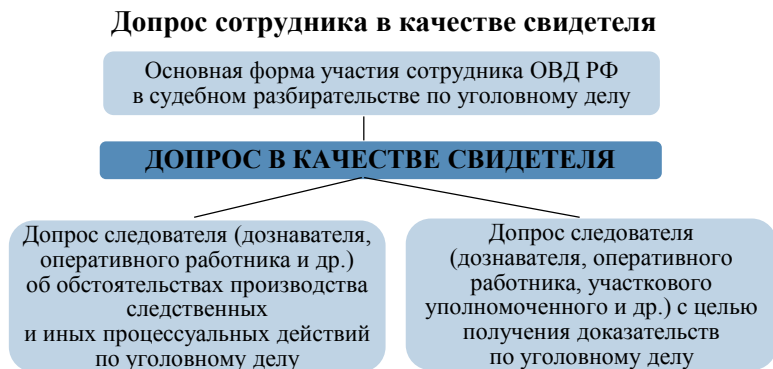 Допрос сотрудника в качестве свидетеля
Основная форма участия сотрудника ОВД РФ
в судебном разбирательстве по уголовному делу
ДОПРОС В КАЧЕСТВЕ СВИДЕТЕЛЯ
Допрос следователя (дознавателя,
оперативного работника и др.)
об обстоятельствах производства
следственных
и иных процессуальных действий
по уголовному делу
Допрос следователя
(дознавателя, оперативного
работника, участкового
уполномоченного и др.) с целью
получения доказательств
по уголовному делу